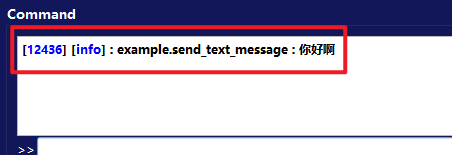 Command
[12436] [info] : example.send_text_message : 你好啊
>>